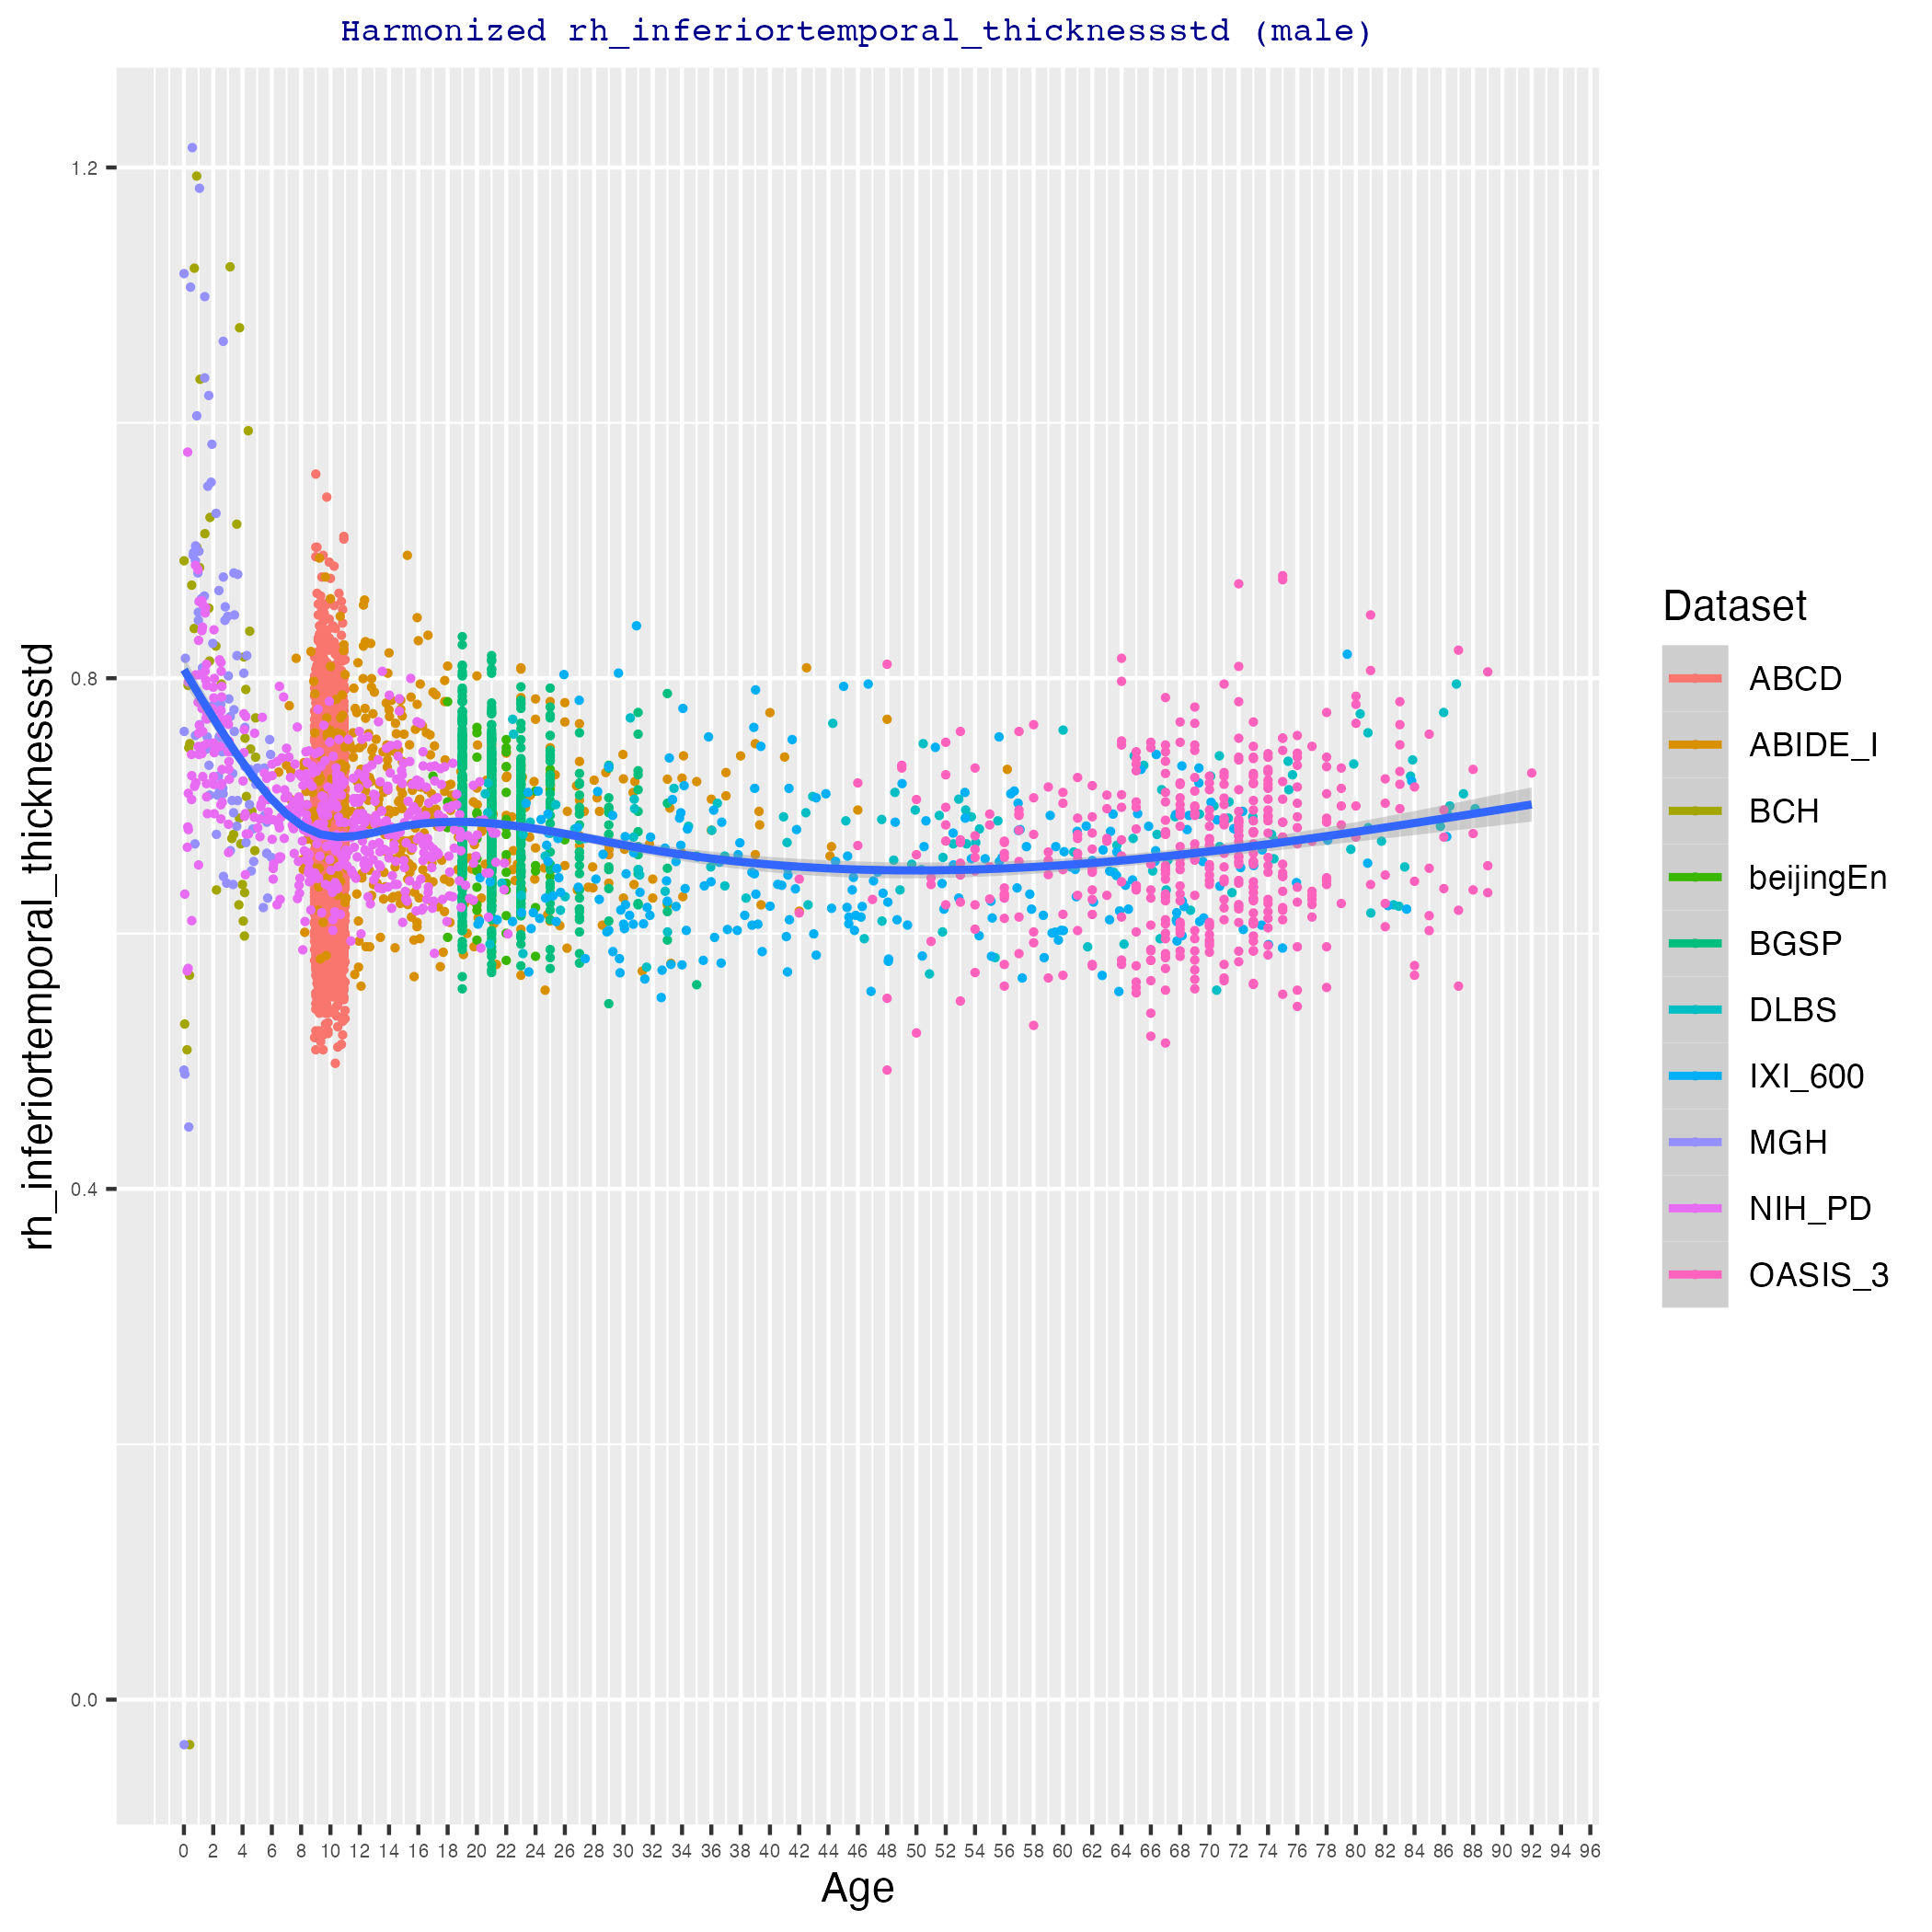 Harmonized rh_inferiortemporal_thicknessstd (male)
rh_inferiortemporal_thicknessstd
1.2
0.8
0.4
0.0
0 2 4 6 8 10 12 14 16 18 20 22 24 26 28 30 32 34 36 38 40 42 44 46 48 50 52 54 56 58 60 62 64 66 68 70 72 74 76 78 80 82 84 86 88 90 92 94 96
Age
Dataset
ABCD
ABIDE_I
BCH
beijingEn
BGSP
DLBS
IXI_600
MGH
NIH_PD
OASIS_3